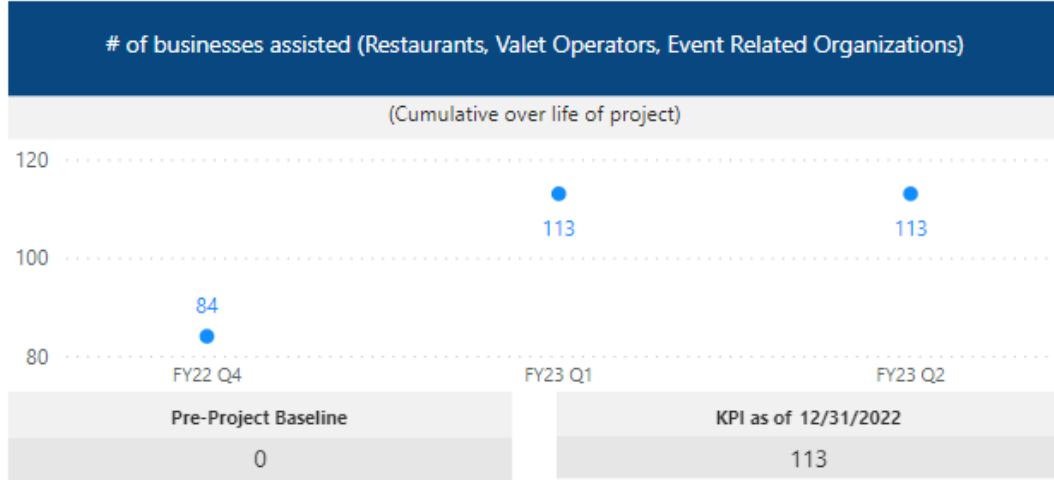 # of businesses assisted (Restaurants, Valet Operators, Event Related Organizations)
(Cumulative over life of project)
120
113
113
100
84
80
FY22 Q4
FY23 Q1
FY23 Q2
Pre-Project Baseline
KPI as of 12/31/2022
0
113